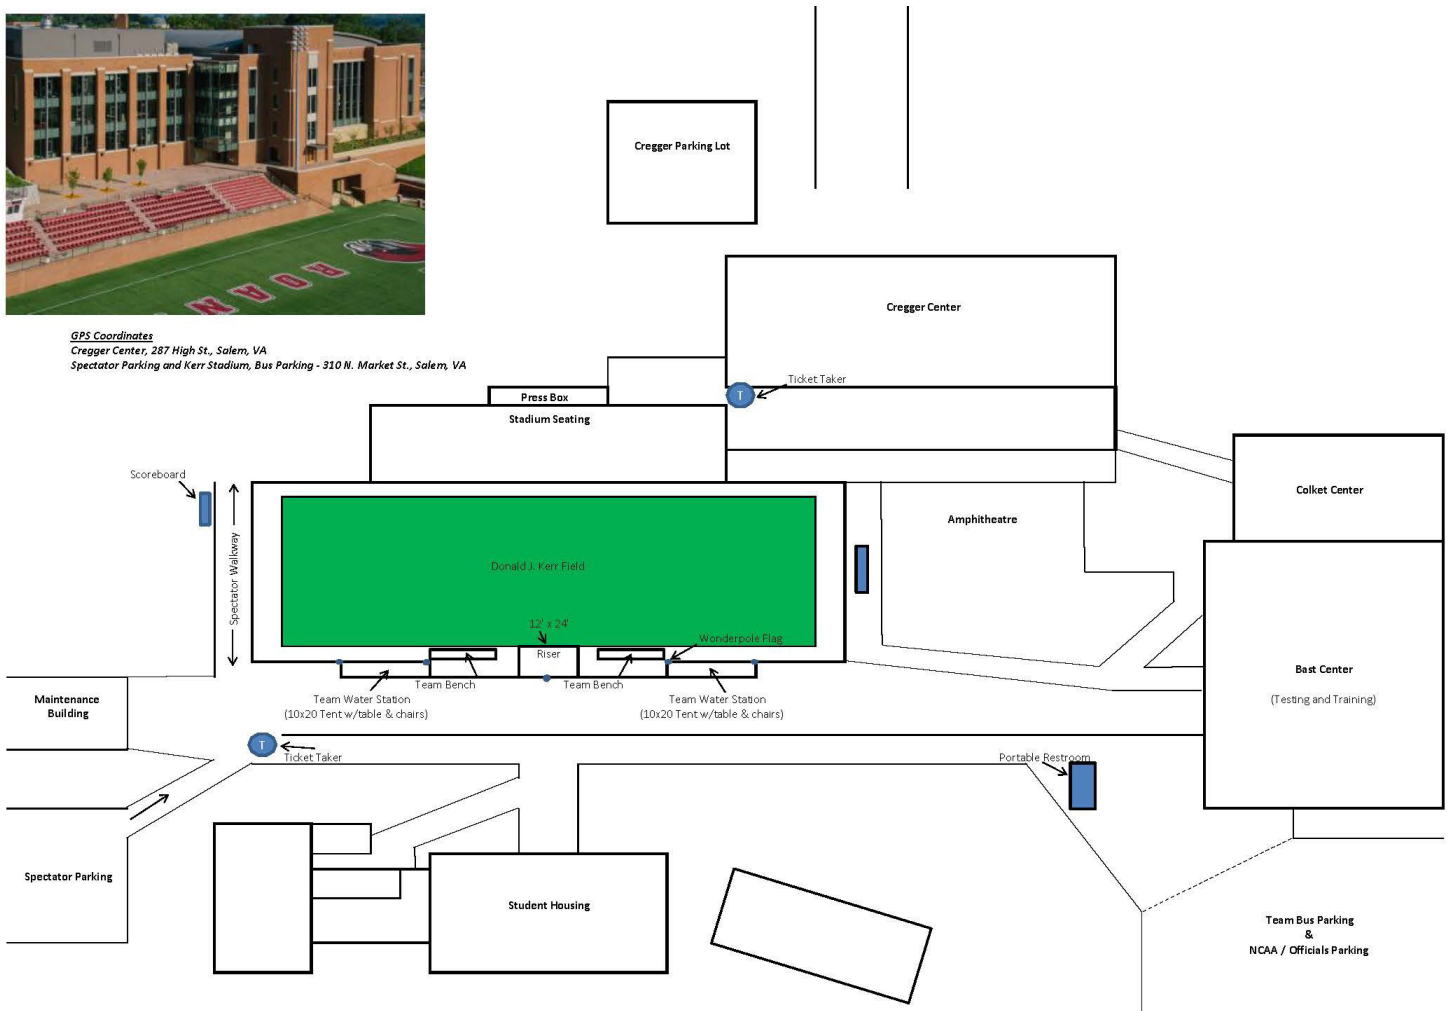 ROAN
Cregger Parking Lot
Cregger Center
GPS Coordinates
Cregger Center, 287 High St., Salem, VA
Spectator Parking and Kerr Stadium, Bus Parking - 310 N. Market St., Salem, VA
Ticket Taker
T
Press Box
Stadium Seating
Scoreboard
Colket Center
Amphitheatre
Spectator Walkway
Donald J. Kerr Field
12' x 24'
Wonderpole Flag
Riser
Bast Center
(Testing and Training)
Team Bench
Team Bench
Maintenance
Building
Team Water Station
(10x20 Tent w/table & chairs)
Team Water Station
(10x20 Tent w/table & chairs)
T
Ticket Taker
Portable Restroom
Spectator Parking
Student Housing
Team Bus Parking
&
NCAA / Officials Parking